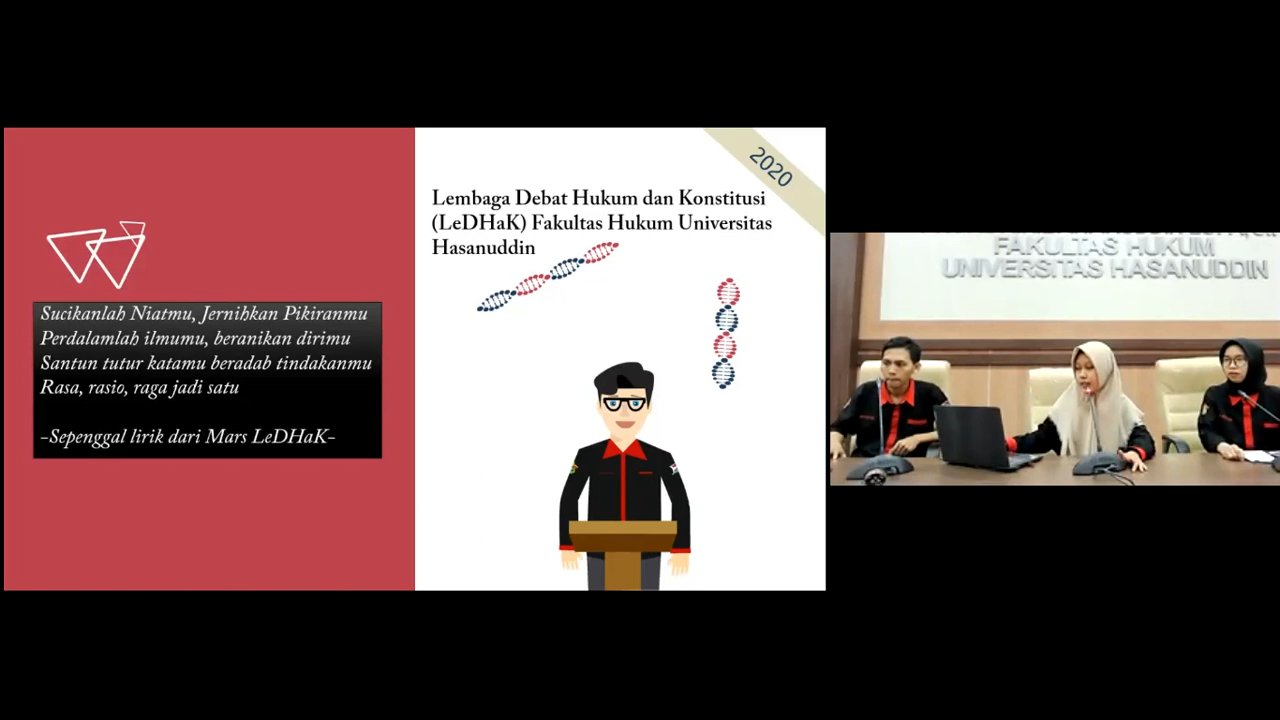 Sucikanlah Niatmu, Jernihkan Pikiranmu
Perdalamlah ilmumu, beranikan dirimu
Santun tutur katamu beradab tindakanmu
Rasa, rasio, raga jadi satu
-Sepenggal lirik dari Mars LeDHaK-
2020
Lembaga Debat Hukum dan Konstitusi
(LeDHaK) Fakultas Hukum Universitas
Hasanuddin
FAKULTAS HUKUM
UNIVERSITAS HASANUDDIN